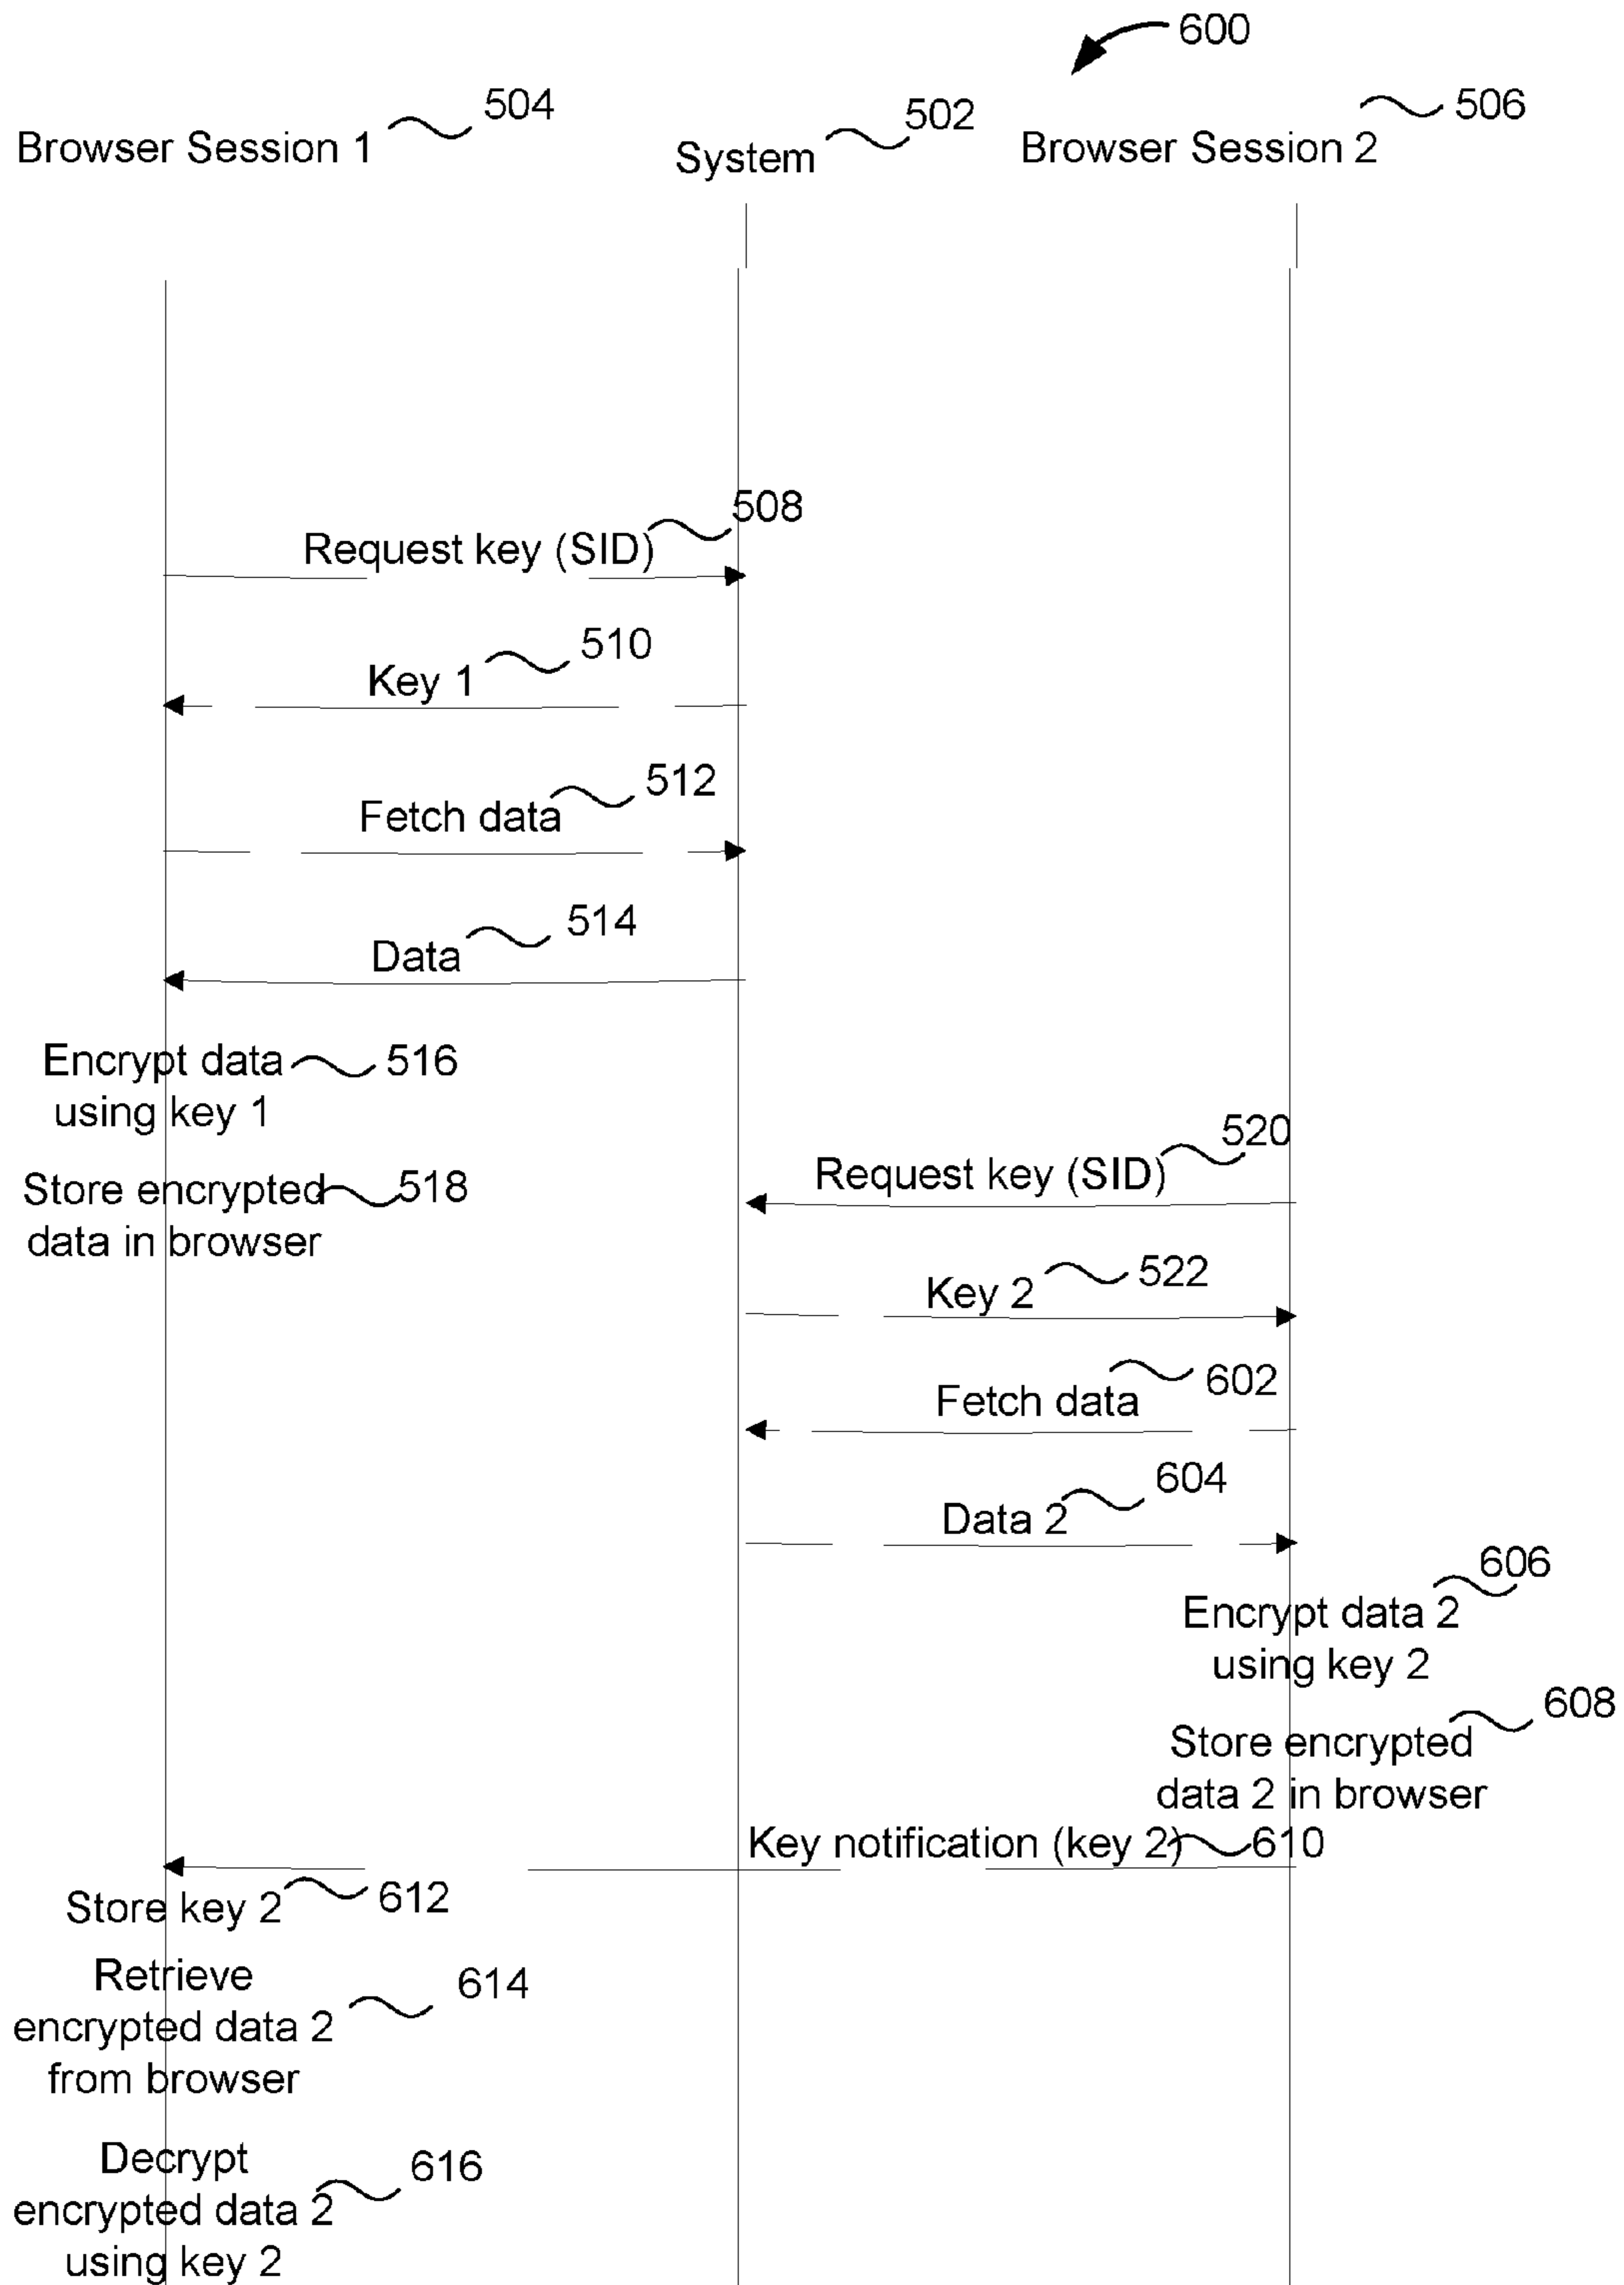 600
504
Browser Session 1
502
System
506
Browser Session 2
508
Request key (SID)
510
Key 1
512
Fetch data
514
Data
Encrypt data 516
using key 1
520
Request key (SID)
Store encrypted 518
data in browser
522
Key 2
602
Fetch data
604
Data 2
606
Encrypt data 2
using key 2
608
Store encrypted
data 2 in browser
Key notification (key 2) 610
Store key 2 612
Retrieve
encrypted data 2
from browser
614
Decrypt
encrypted data 2
using key 2
616